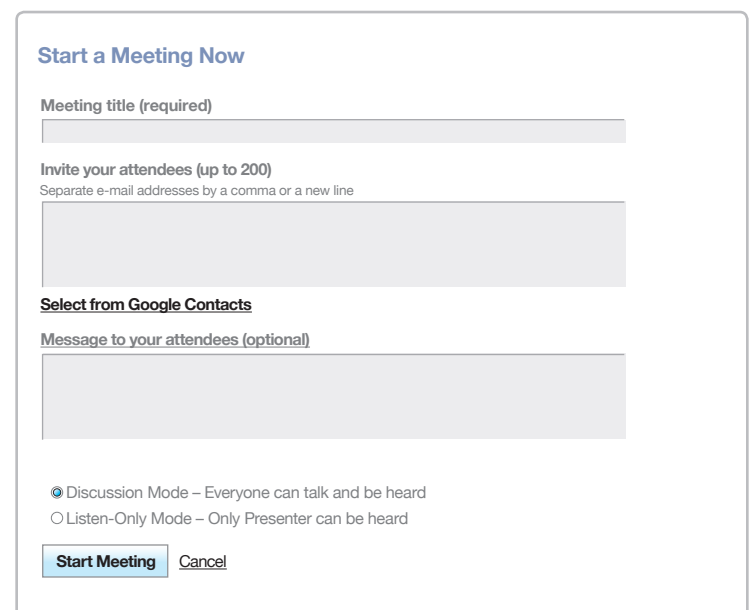 Start a Meeting Now
Meeting title (required)
Invite your attendees (up to 200)
Separate e-mail addresses by a comma or a new line
Select from Google Contacts
Message to your attendees (optional)
Discussion Mode – Everyone can talk and be heard
Listen-Only Mode – Only Presenter can be heard
Start Meeting Cancel